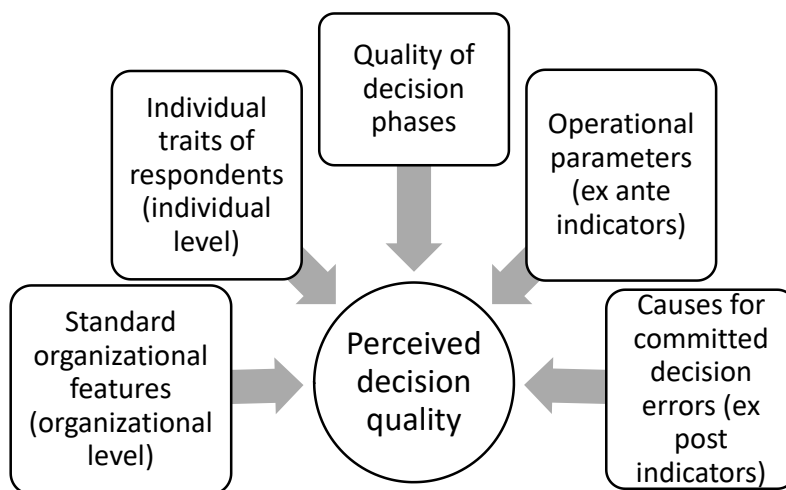 Quality of
decision
phases
Individual
traits of
respondents
(individual
level)
Operational
parameters
(ex ante
indicators)
Standard
organizational
features
(organizational
level)
Perceived
decision
quality
Causes for
committed
decision
errors (ex
post
indicators)